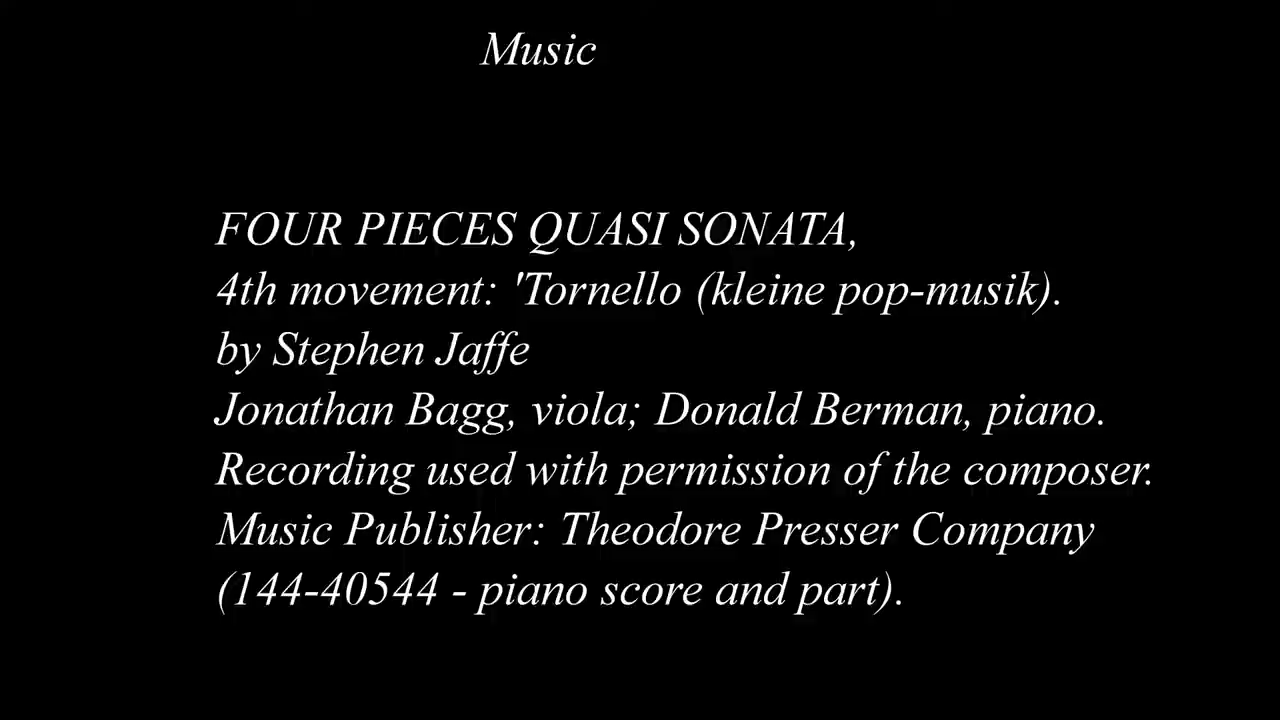 Music
FOUR PIECES QUASI SONATA,
4th movement: 'Tornello (kleine pop-musik).
by Stephen Jaffe
Jonathan Bagg, viola; Donald Berman, piano.
Recording used with permission of the composer.
Music Publisher: Theodore Presser Company
(144-40544 - piano score and part).